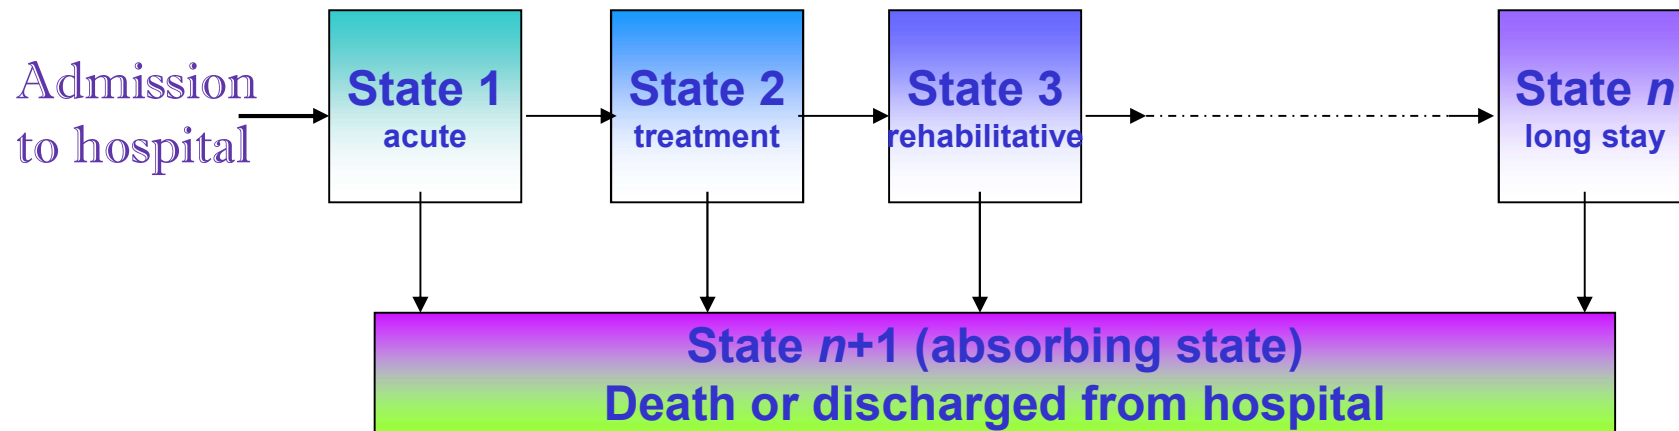 Admission
to hospital
State 1
acute
State 2
treatment
State 3
rehabilitative
State n
long stay
State n+1 (absorbing state)
Death or discharged from hospital